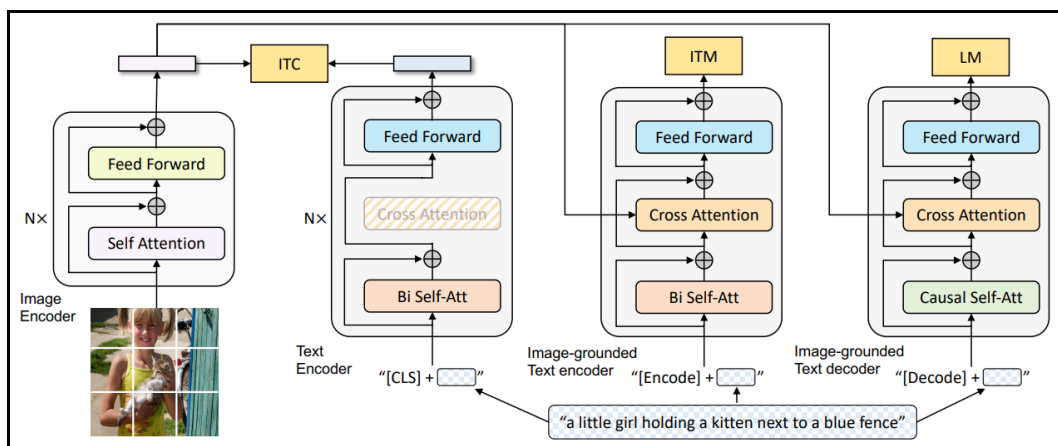 ITC
ITM
LM
Feed Forward
Self Attention
N×
Image
Encoder
Feed Forward
Cross Attention
Bi Self-Att
N×
Text
Encoder
"[CLS] + "
Feed Forward
Cross Attention
Bi Self-Att
Image-grounded
Text encoder
"[Encode] + "
Feed Forward
Cross Attention
Causal Self-Att
Image-grounded
Text decoder
"[Decode] + "
"a little girl holding a kitten next to a blue fence"